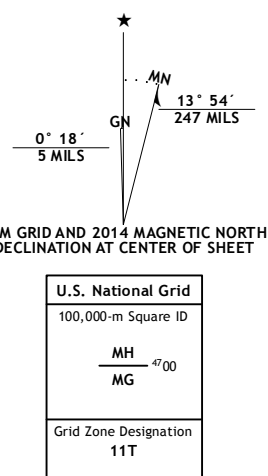 ★
MN
GN
13° 54´
247 MILS
0° 18´
5 MILS
M GRID AND 2014 MAGNETIC NORTH
DECLINATION AT CENTER OF SHEET
U.S. National Grid
100,000-m Square ID
MH
4700
MG
Grid Zone Designation
11T